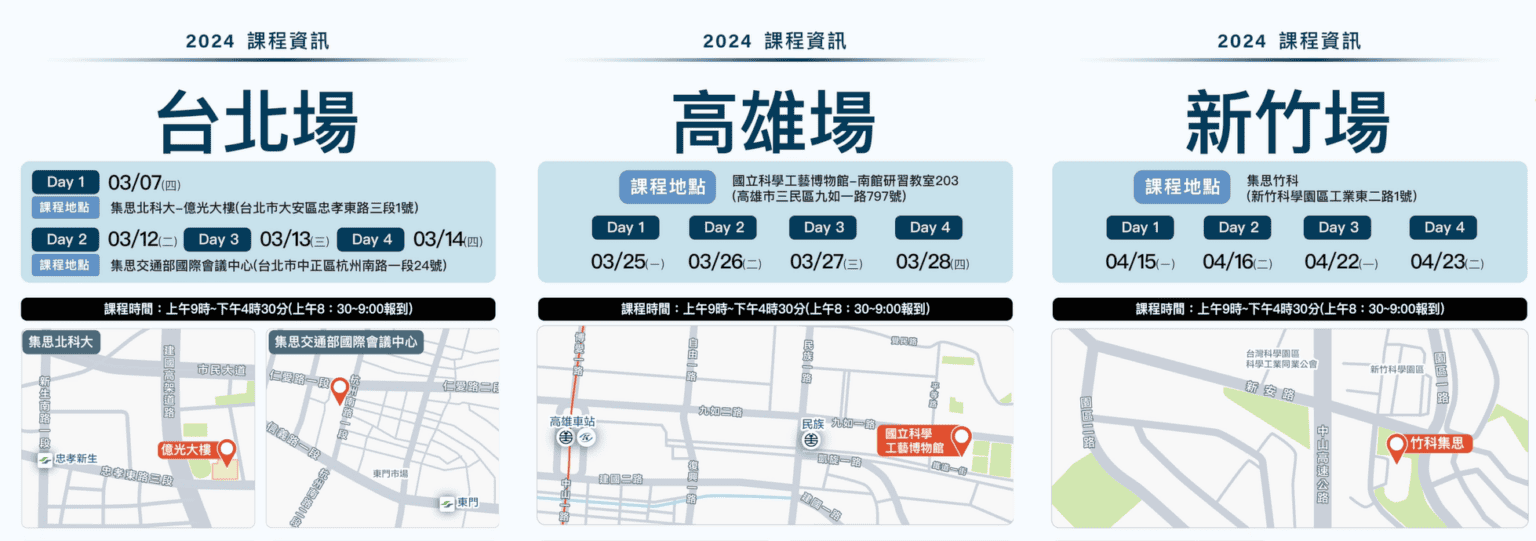 2024 課程資訊
台北場
Day 1 03/07(四)
課程地點 集思北科大-億光大樓(台北市大安區忠孝東路三段1號)
Day 2 03/12(二) Day 3 03/13(三) Day 4 03/14(四)
課程地點 集思交通部國際會議中心(台北市中正區杭州南路一段24號)
課程時間：上午9時~下午4時30分(上午8：30~9:00報到)
集思北科大
建國高架道路
市民大道
新生南路一段
億光大樓
忠孝新生
忠孝東路三段
集思交通部國際會議中心
仁愛路一段
杭州南路一段
仁愛路二段
信義路一段
東門市場
東門
2024 課程資訊
高雄場
課程地點 國立科學工藝博物館-南館研習教室203
(高雄市三民區九如一路797號)
Day 1 Day 2 Day 3 Day 4
03/25(一) 03/26(二) 03/27(三) 03/28(四)
課程時間：上午9時~下午4時30分(上午8：30~9:00報到)
博愛一路
自由一路
民族一路
平等路
九如二路
高雄車站
民族
九如一路
國立科學
工藝博物館
凱旋一路
建國二路
復興一路
中山一路
建國一路
2024 課程資訊
新竹場
課程地點 集思竹科
(新竹科學園區工業東二路1號)
Day 1 Day 2 Day 3 Day 4
04/15(一) 04/16(二) 04/22(一) 04/23(二)
課程時間：上午9時~下午4時30分(上午8：30~9:00報到)
台灣科學園區
科學工業同業公會
新竹科學園區
園區一路
新安路
園區二路
中山高速公路
竹科集思